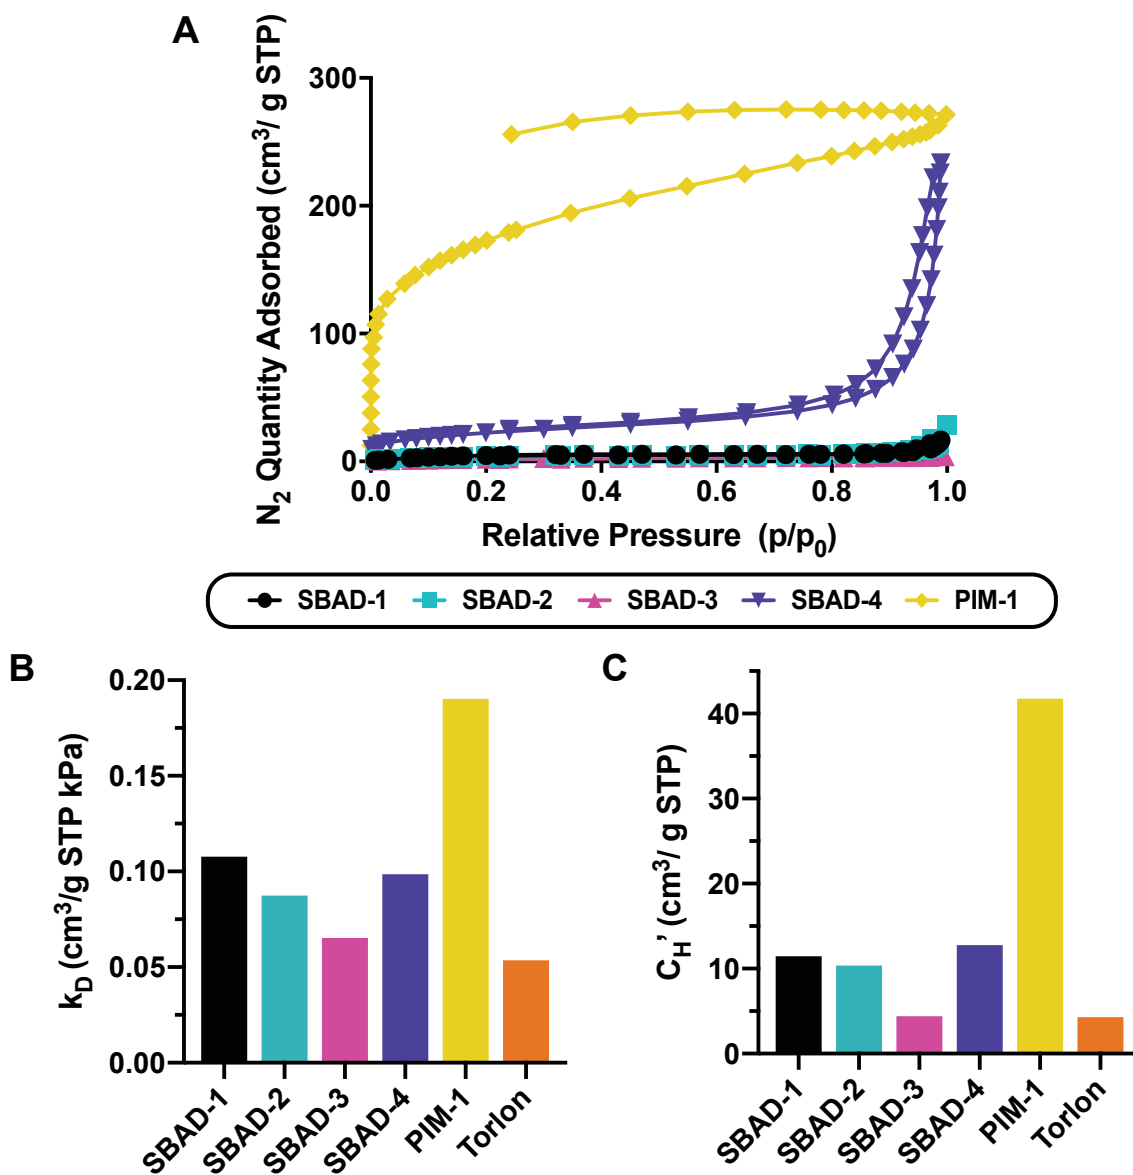 A
N₂ Quantity Adsorbed (cm³/ g STP)
300
200
100
0
0.0 0.2 0.4 0.6 0.8 1.0
Relative Pressure (p/p₀)
SBAD-1 SBAD-2 SBAD-3 SBAD-4 PIM-1
B
k_D (cm³/g STP kPa)
0.20
0.15
0.10
0.05
0.00
SBAD-1 SBAD-2 SBAD-3 SBAD-4 PIM-1 Torlon
C
C_H’ (cm³/ g STP)
40
30
20
10
0
SBAD-1 SBAD-2 SBAD-3 SBAD-4 PIM-1 Torlon